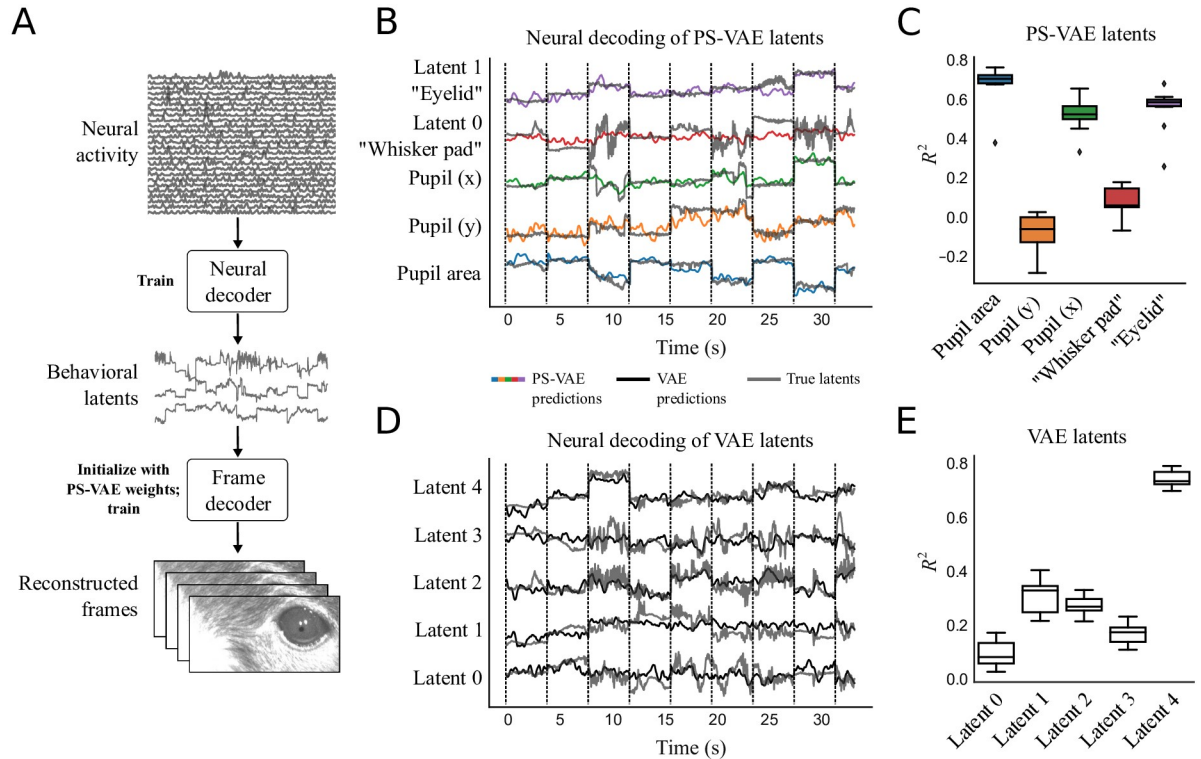 A
Neural
activity
Train
Neural
decoder
Behavioral
latents
Initialize with
PS-VAE weights;
train
Frame
decoder
Reconstructed
frames
B
Neural decoding of PS-VAE latents
Latent 1
"Eyelid"
Latent 0
"Whisker pad"
Pupil (x)
Pupil (y)
Pupil area
0 5 10 15 20 25 30
Time (s)
PS-VAE
predictions
VAE
predictions
True latents
C
PS-VAE latents
R²
0.8
0.6
0.4
0.2
0.0
−0.2
Pupil area
Pupil (y)
Pupil (x)
"Whisker pad"
"Eyelid"
D
Neural decoding of VAE latents
Latent 4
Latent 3
Latent 2
Latent 1
Latent 0
0 5 10 15 20 25 30
Time (s)
E
VAE latents
R²
0.8
0.6
0.4
0.2
0.0
Latent 0
Latent 1
Latent 2
Latent 3
Latent 4